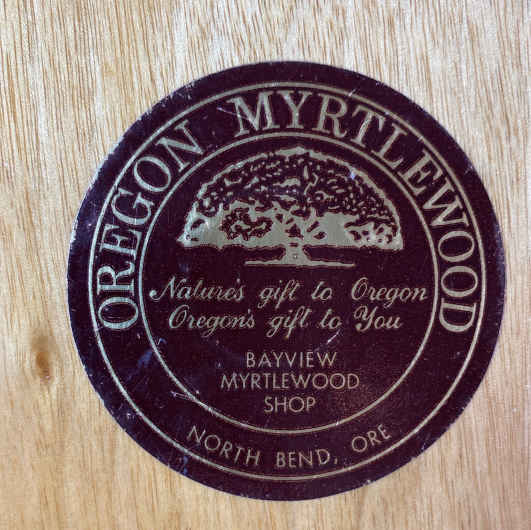 OREGON MYRTLEWOOD
Nature's gift to Oregon
Oregon's gift to You
BAYVIEW
MYRTLEWOOD
SHOP
NORTH BEND, ORE